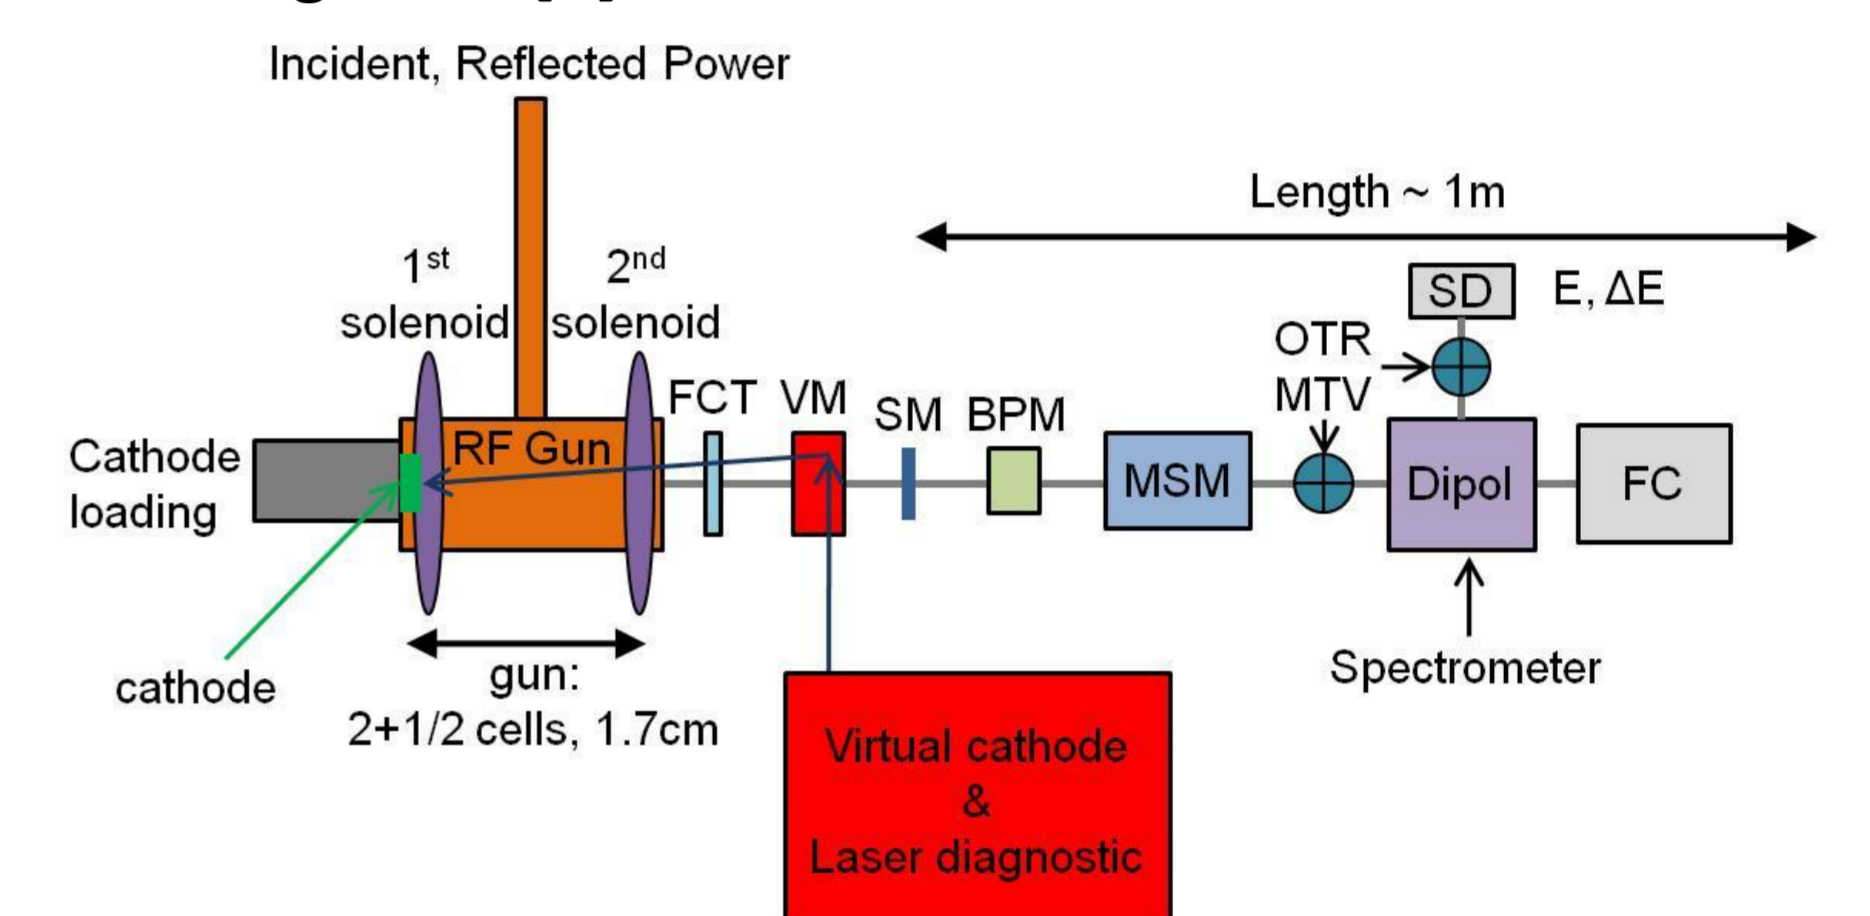 Incident, Reflected Power
Length ~ 1m
1st
solenoid
2nd
solenoid
SD
E, ΔE
OTR
MTV
FCT
VM
SM
BPM
Cathode
loading
RF Gun
MSM
Dipol
FC
cathode
gun:
2+1/2 cells, 1.7cm
Spectrometer
Virtual cathode
&
Laser diagnostic